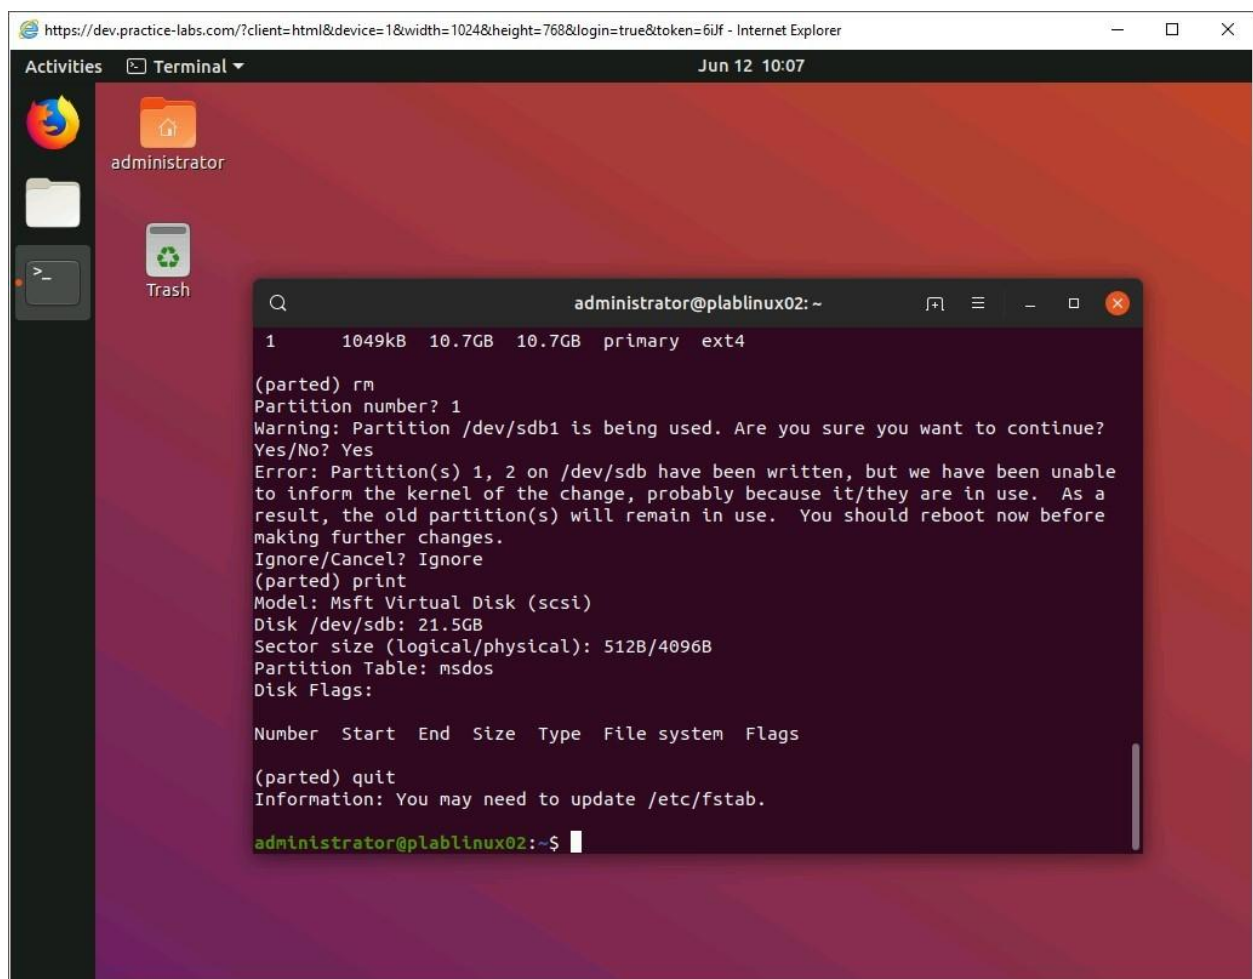 https://dev.practice-labs.com/?client=html&device=1&width=1024&height=768&login=true&token=6iJf - Internet Explorer
Activities Terminal Jun 12 10:07
administrator
Trash
administrator@plablinux02: ~
1 1049kB 10.7GB 10.7GB primary ext4
(parted) rm
Partition number? 1
Warning: Partition /dev/sdb1 is being used. Are you sure you want to continue?
Yes/No? Yes
Error: Partition(s) 1, 2 on /dev/sdb have been written, but we have been unable
to inform the kernel of the change, probably because it/they are in use.  As a
result, the old partition(s) will remain in use.  You should reboot now before
making further changes.
Ignore/Cancel? Ignore
(parted) print
Model: Msft Virtual Disk (scsi)
Disk /dev/sdb: 21.5GB
Sector size (logical/physical): 512B/4096B
Partition Table: msdos
Disk Flags:
Number  Start  End  Size  Type  File system  Flags
(parted) quit
Information: You may need to update /etc/fstab.
administrator@plablinux02:~$